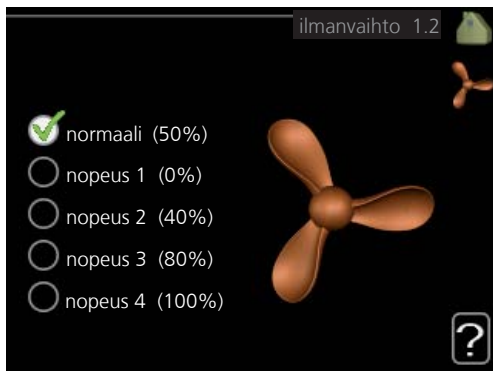 ilmanvaihto 1.2
normaali (50%)
nopeus 1 (0%)
nopeus 2 (40%)
nopeus 3 (80%)
nopeus 4 (100%)
?